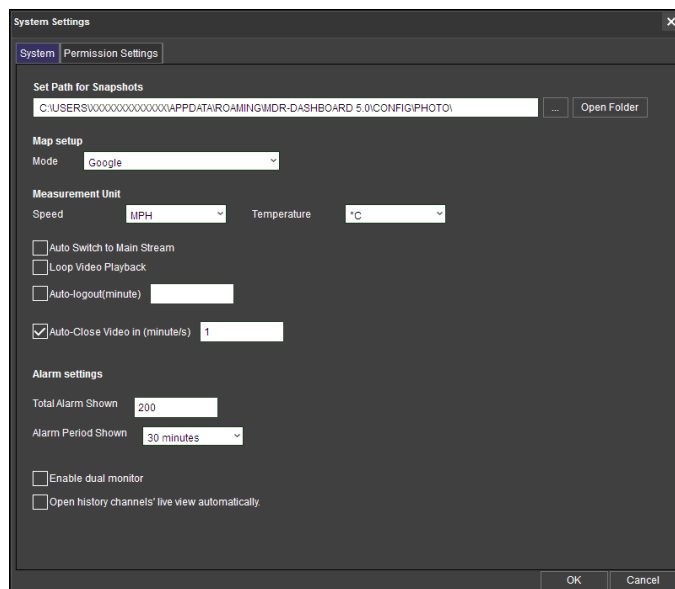 System Settings
System Permission Settings
Set Path for Snapshots
C:\USERS\XXXXXXXXXXXXXX\APPDATA\ROAMING\MDR-DASHBOARD 5.0\CONFIG\PHOTO\ ... Open Folder
Map setup
Mode Google
Measurement Unit
Speed MPH Temperature °C
Auto Switch to Main Stream
Loop Video Playback
Auto-logout(minute)
Auto-Close Video in (minute/s) 1
Alarm settings
Total Alarm Shown 200
Alarm Period Shown 30 minutes
Enable dual monitor
Open history channels' live view automatically.
OK Cancel